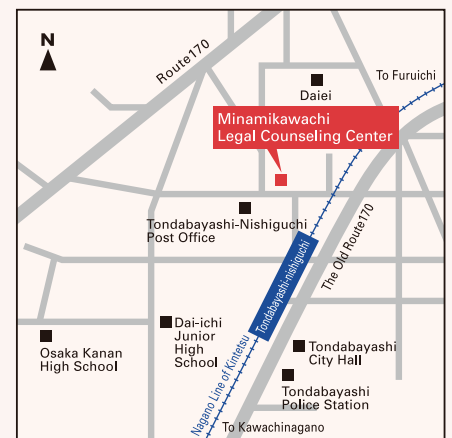 N
Route170
To Furuichi
Daiei
Minamikawachi
Legal Counseling Center
Tondabayashi-Nishiguchi
Post Office
Tondabayashi-nishiguchi
The Old Route170
Nagano Line of Kintetsu
Dai-ichi
Junior
High
School
Osaka Kanan
High School
Tondabayashi
City Hall
Tondabayashi
Police Station
To Kawachinagano